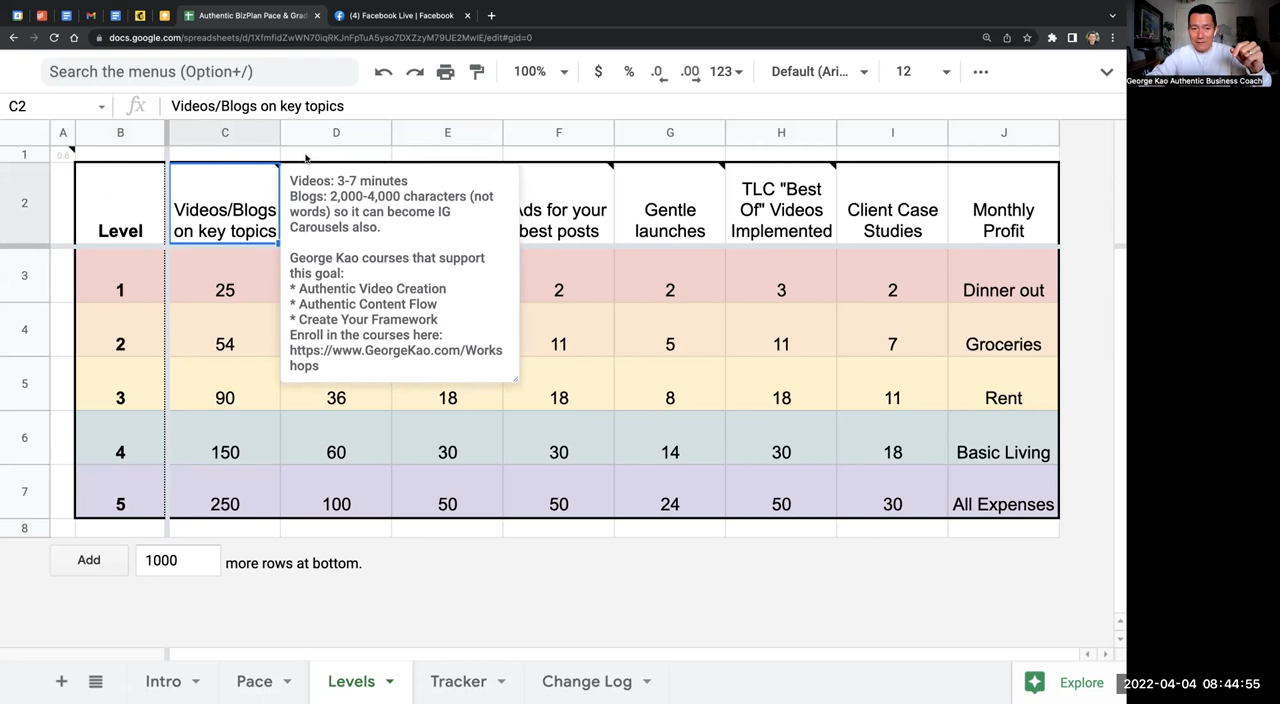 Authentic BizPlan Pace & Grad
(4) Facebook Live | Facebook
docs.google.com/spreadsheets/d/1XfmfidZwWN70iqRKJnFpTuA5yso7DXZzyM79UE2MwIE/edit#gid=0
Search the menus (Option+/)
100%
$
%
.0
.00
123
Default (Ari...
12
C2
fx
Videos/Blogs on key topics
A
B
C
D
E
F
G
H
I
J
1
0.6
2
Level
Videos/Blogs
on key topics
Videos: 3-7 minutes
Blogs: 2,000-4,000 characters (not
words) so it can become IG
Carousels also.
George Kao courses that support
this goal:
* Authentic Video Creation
* Authentic Content Flow
* Create Your Framework
Enroll in the courses here:
https://www.GeorgeKao.com/Works
hops
Ads for your
best posts
Gentle
launches
TLC "Best
Of" Videos
Implemented
Client Case
Studies
Monthly
Profit
3
1
25
2
2
3
2
Dinner out
4
2
54
11
5
11
7
Groceries
5
3
90
36
18
18
8
18
11
Rent
6
4
150
60
30
30
14
30
18
Basic Living
7
5
250
100
50
50
24
50
30
All Expenses
8
Add
1000
more rows at bottom.
Intro
Pace
Levels
Tracker
Change Log
Explore
George Kao Authentic Business Coach
2022-04-04 08:44:55